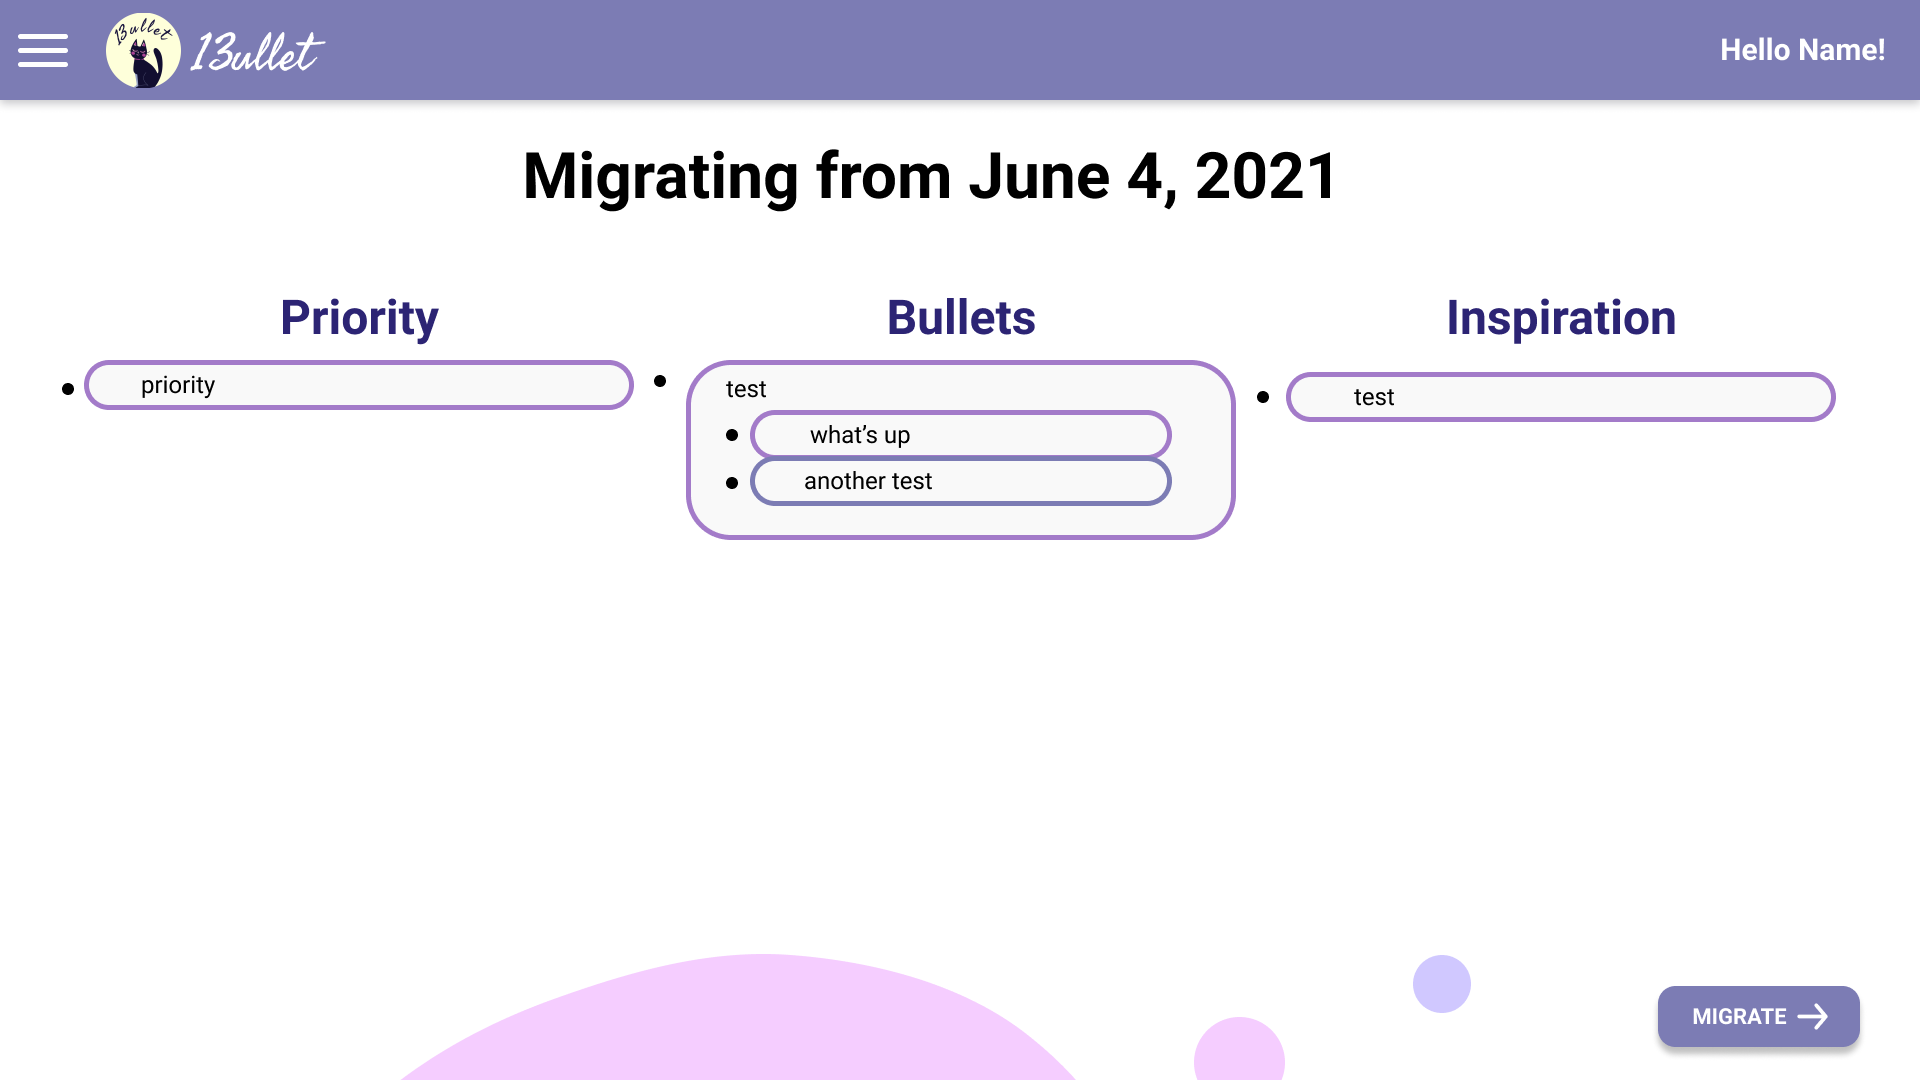 13ullet
13ullet
Hello Name!
Migrating from June 4, 2021
Priority
Bullets
Inspiration
priority
test
what’s up
another test
test
MIGRATE